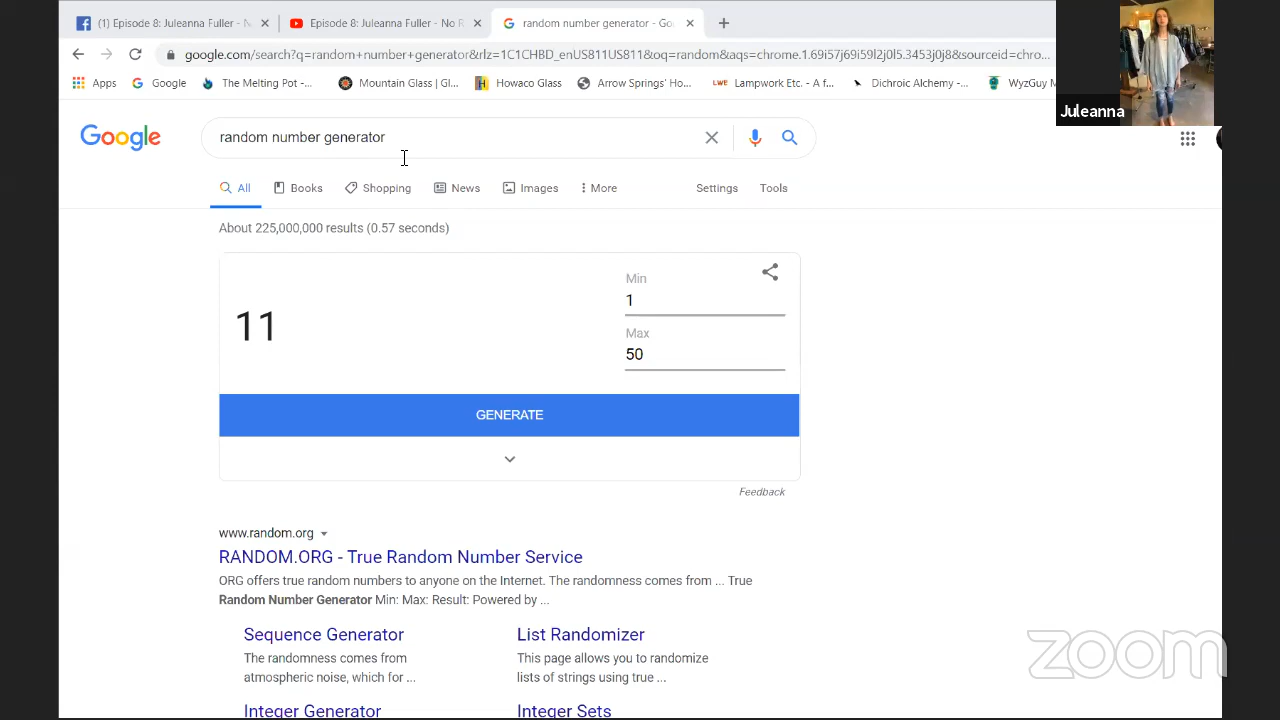 (1) Episode 8: Juleanna Fuller - N
Episode 8: Juleanna Fuller - No R
random number generator - Go
google.com/search?q=random+number+generator&rlz=1C1CHBD_enUS811US811&oq=random&aqs=chrome.1.69i57j69i59l2j0l5.3453j0j8&sourceid=chro...
Apps
Google
The Melting Pot -...
Mountain Glass | Gl...
Howaco Glass
Arrow Springs' Ho...
LWE
Lampwork Etc. - A f...
Dichroic Alchemy -...
WyzGuy M
Juleanna
Google
random number generator
All
Books
Shopping
News
Images
More
Settings
Tools
About 225,000,000 results (0.57 seconds)
11
Min
1
Max
50
GENERATE
Feedback
www.random.org
RANDOM.ORG - True Random Number Service
ORG offers true random numbers to anyone on the Internet. The randomness comes from ... True
Random Number Generator Min: Max: Result: Powered by ...
Sequence Generator
The randomness comes from
atmospheric noise, which for ...
List Randomizer
This page allows you to randomize
lists of strings using true ...
Integer Generator
Integer Sets
zoom